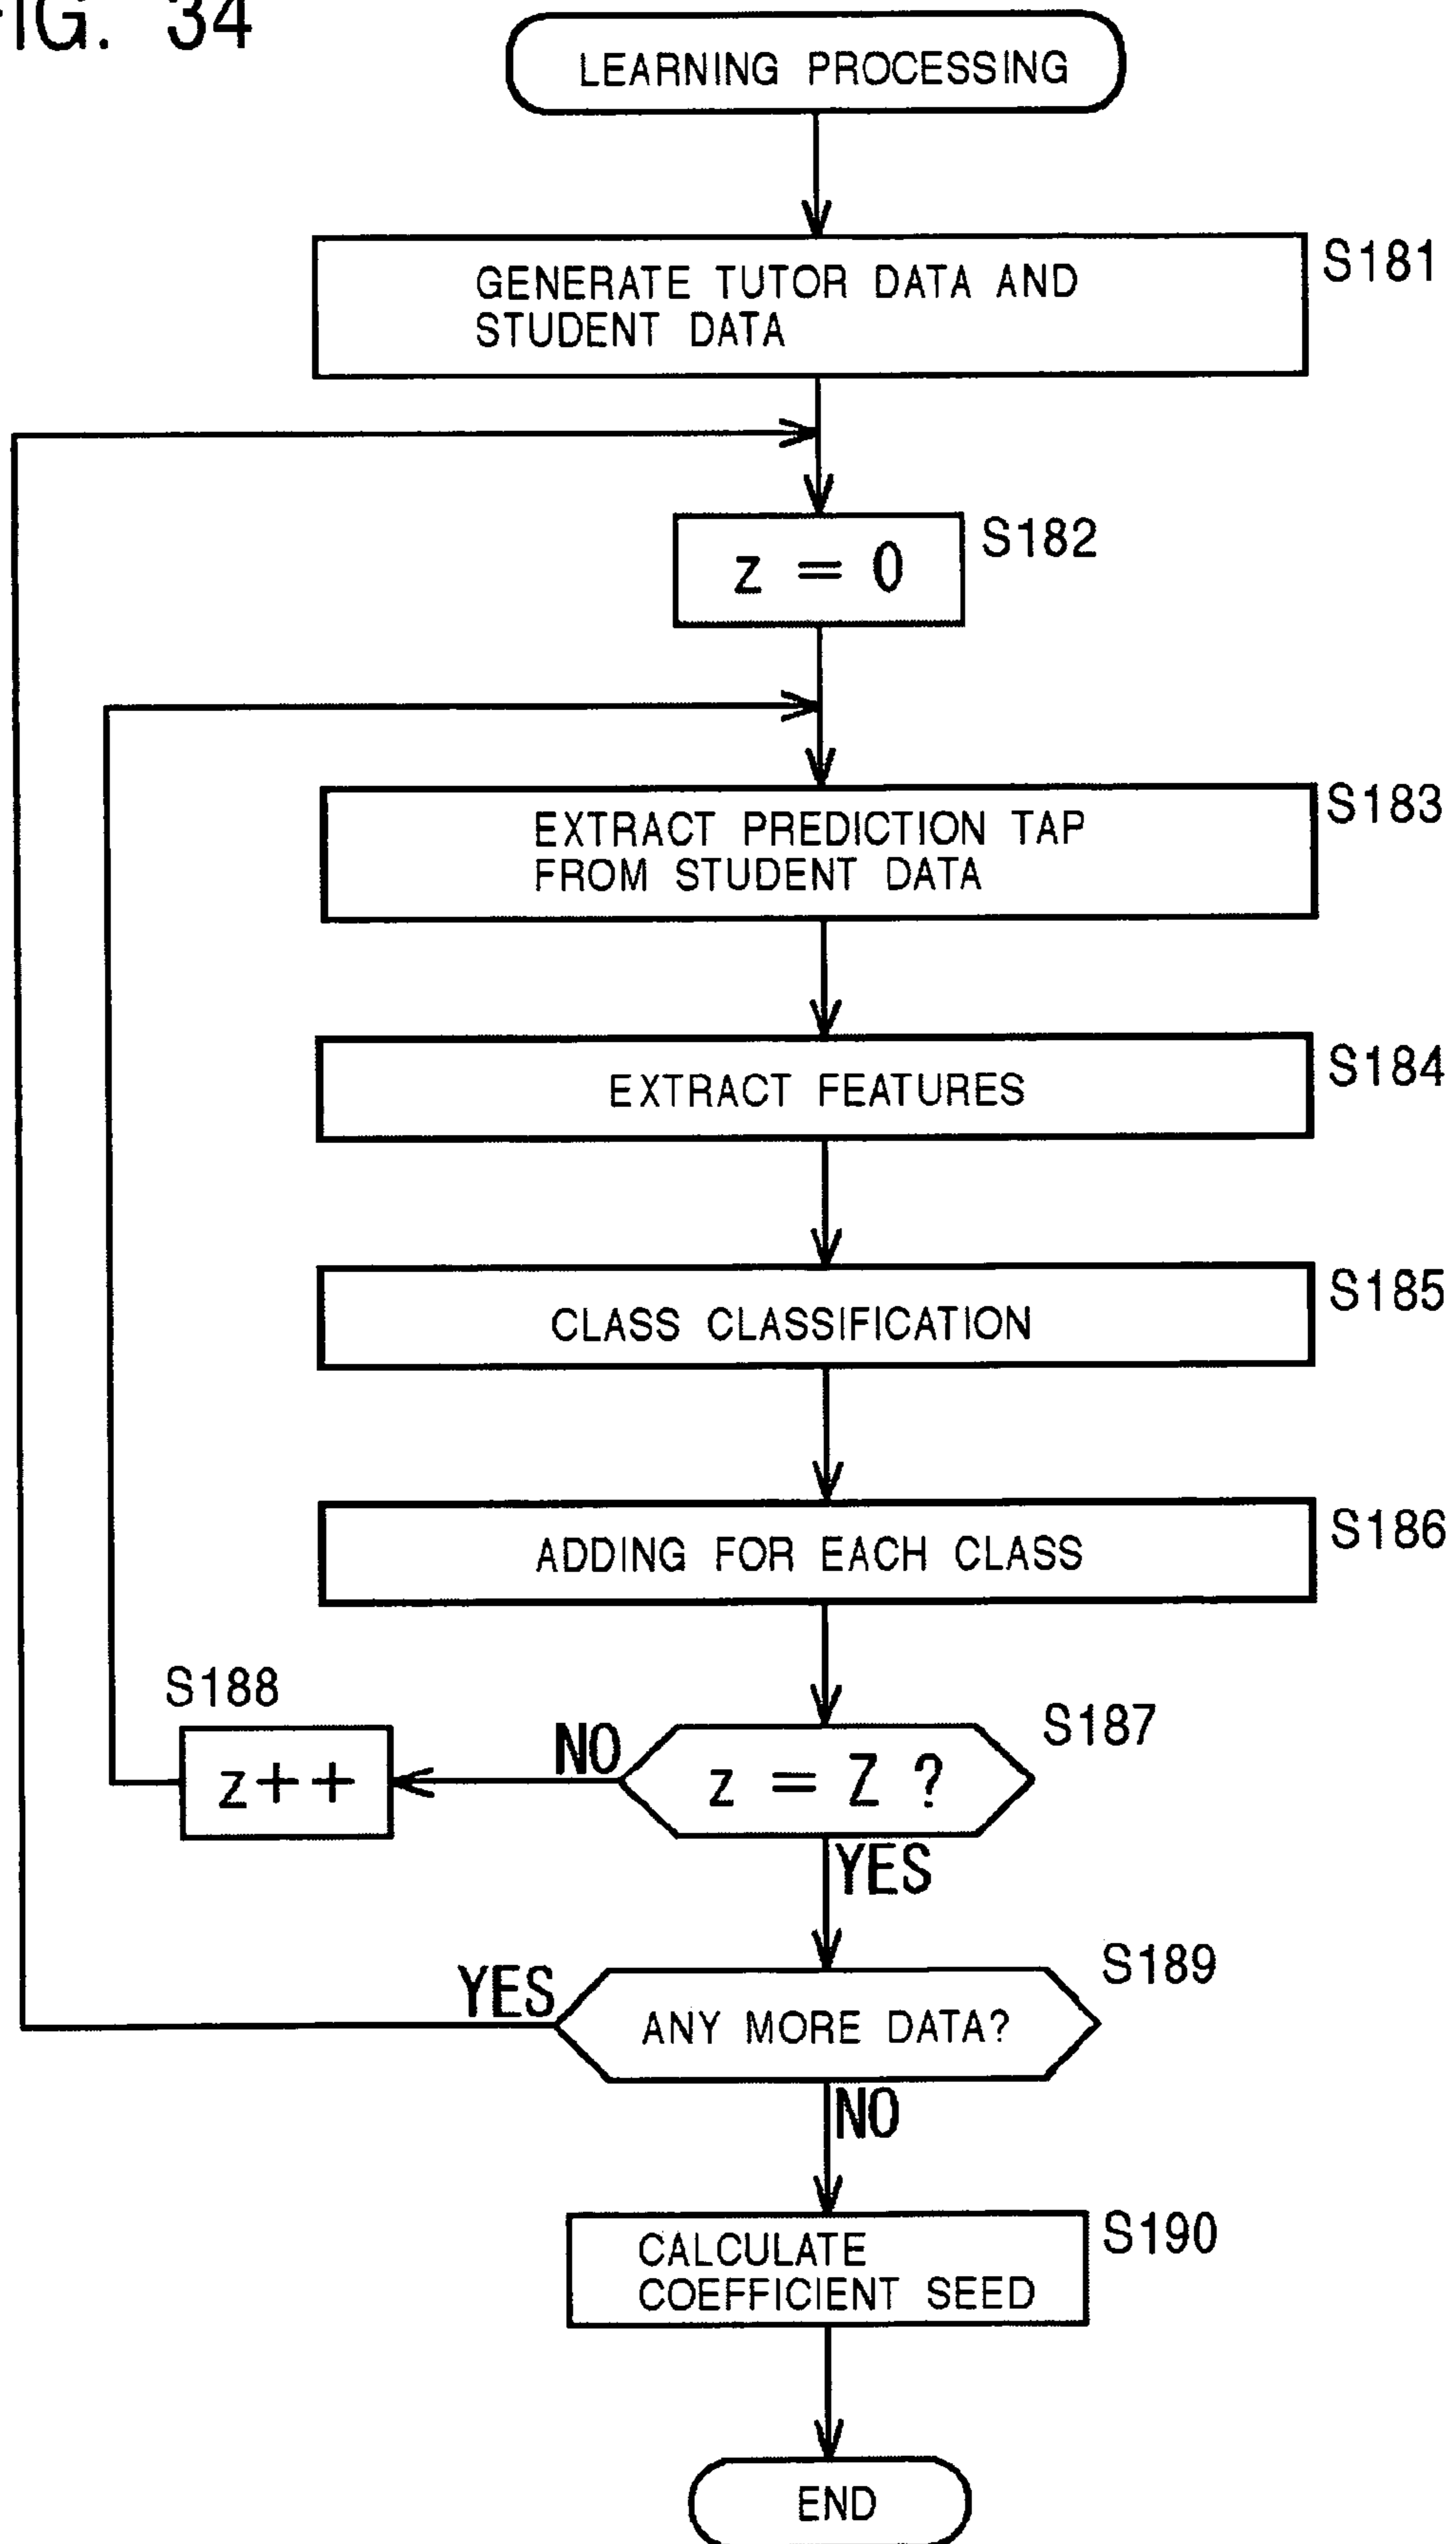 FIG. 34
LEARNING PROCESSING
GENERATE TUTOR DATA AND
STUDENT DATA
S181
z = 0
S182
EXTRACT PREDICTION TAP
FROM STUDENT DATA
S183
EXTRACT FEATURES
S184
CLASS CLASSIFICATION
S185
ADDING FOR EACH CLASS
S186
S188
z++
NO
z = Z ?
S187
YES
YES
ANY MORE DATA?
S189
NO
CALCULATE
COEFFICIENT SEED
S190
END